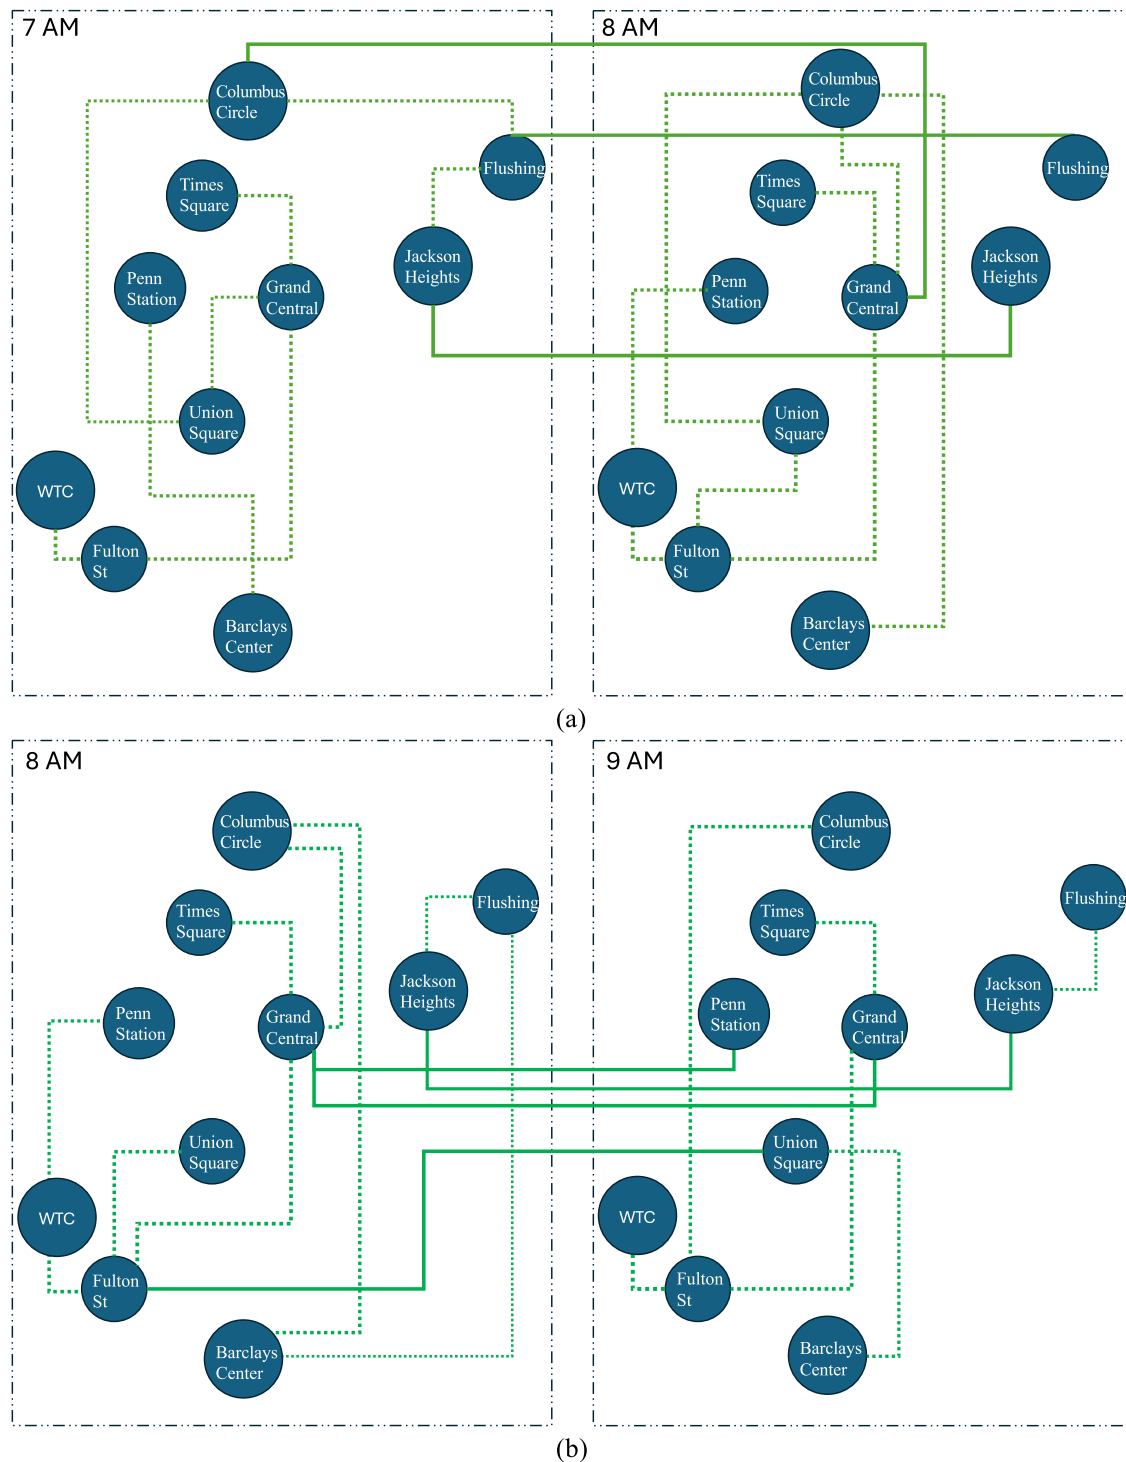 7 AM
Columbus
Circle
Times
Square
Flushing
Penn
Station
Grand
Central
Jackson
Heights
Union
Square
WTC
Fulton
St
Barclays
Center
8 AM
Columbus
Circle
Times
Square
Flushing
Penn
Station
Grand
Central
Jackson
Heights
Union
Square
WTC
Fulton
St
Barclays
Center
(a)
8 AM
Columbus
Circle
Times
Square
Flushing
Penn
Station
Grand
Central
Jackson
Heights
Union
Square
WTC
Fulton
St
Barclays
Center
9 AM
Columbus
Circle
Times
Square
Flushing
Penn
Station
Grand
Central
Jackson
Heights
Union
Square
WTC
Fulton
St
Barclays
Center
(b)